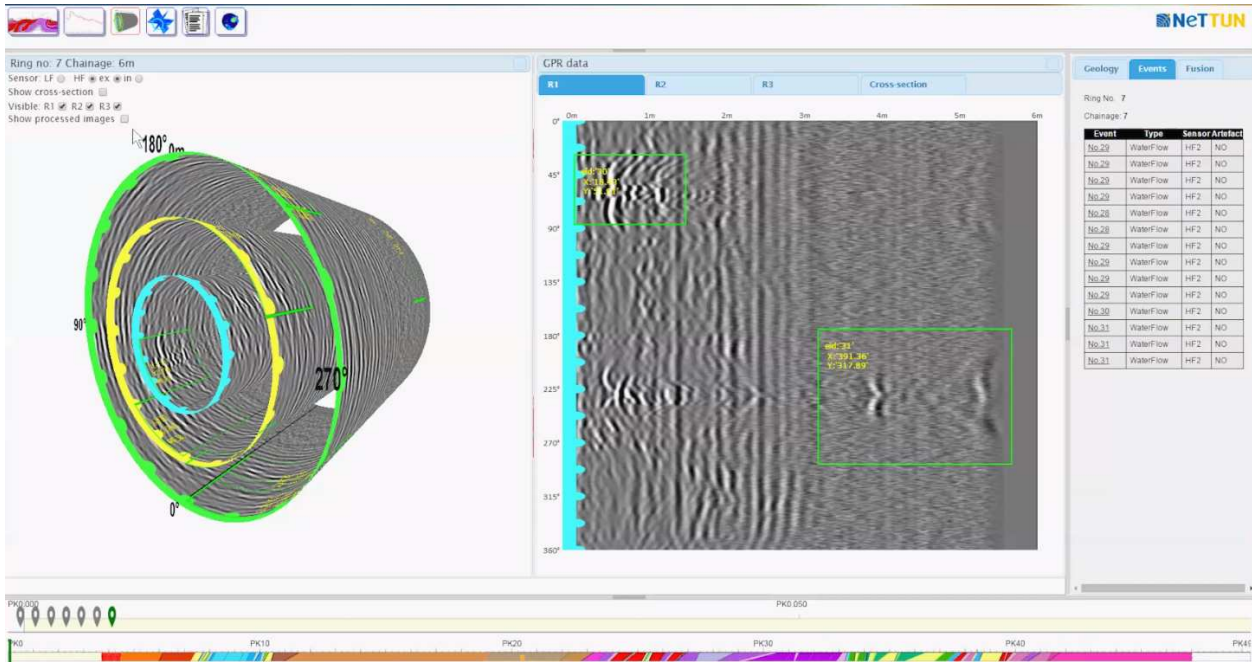 NeTTUN
Ring no: 7 Chainage: 6m
Sensor: LF HF ex in
Show cross-section
Visible: R1 R2 R3
Show processed images
180° 0m
90°
270°
0°
GPR data
R1 R2 R3 Cross-section
0m 1m 2m 3m 4m 5m 6m
0°
45°
90°
135°
180°
225°
270°
315°
360°
eid:'31'
X:'391.36'
Y:'317.89'
Geology Events Fusion
Ring No. 7
Chainage: 7
Event Type Sensor Artefact
No.29 WaterFlow HF2 NO
No.29 WaterFlow HF2 NO
No.29 WaterFlow HF2 NO
No.29 WaterFlow HF2 NO
No.28 WaterFlow HF2 NO
No.28 WaterFlow HF2 NO
No.29 WaterFlow HF2 NO
No.29 WaterFlow HF2 NO
No.29 WaterFlow HF2 NO
No.29 WaterFlow HF2 NO
No.30 WaterFlow HF2 NO
No.31 WaterFlow HF2 NO
No.31 WaterFlow HF2 NO
No.31 WaterFlow HF2 NO
PK0.000 PK0.050
PK0 PK10 PK20 PK30 PK40